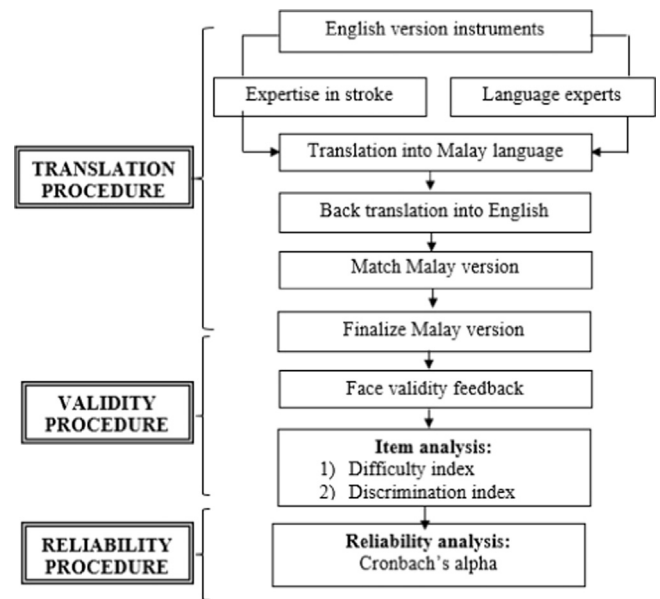 English version instruments
Expertise in stroke
Language experts
TRANSLATION
PROCEDURE
Translation into Malay language
Back translation into English
Match Malay version
Finalize Malay version
VALIDITY
PROCEDURE
Face validity feedback
Item analysis:
1) Difficulty index
2) Discrimination index
RELIABILITY
PROCEDURE
Reliability analysis:
Cronbach's alpha